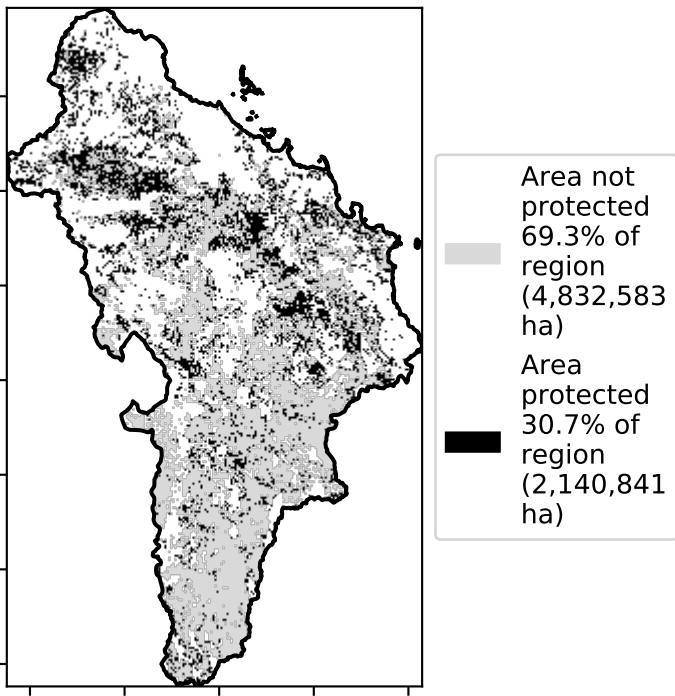 Area not
protected
69.3% of
region
(4,832,583
ha)
Area
protected
30.7% of
region
(2,140,841
ha)